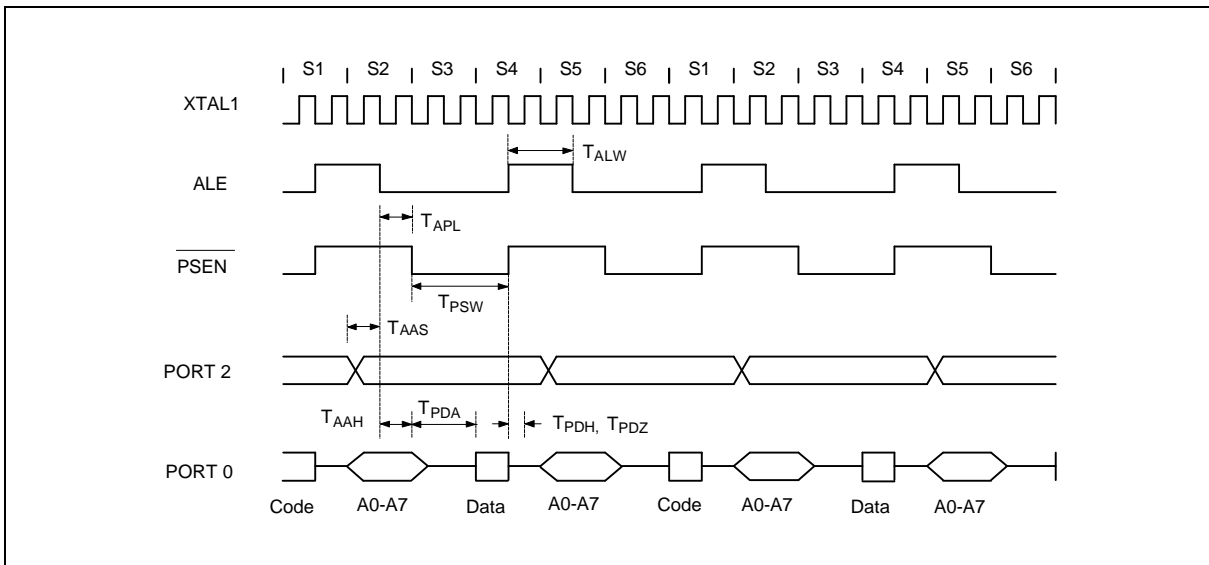 S1 S2 S3 S4 S5 S6 S1 S2 S3 S4 S5 S6
XTAL1
TALW
ALE
TAPL
PSEN
TPSW
TAAS
PORT 2
TAAH TPDA TPDH, TPDZ
PORT 0
Code A0-A7 Data A0-A7 Code A0-A7 Data A0-A7